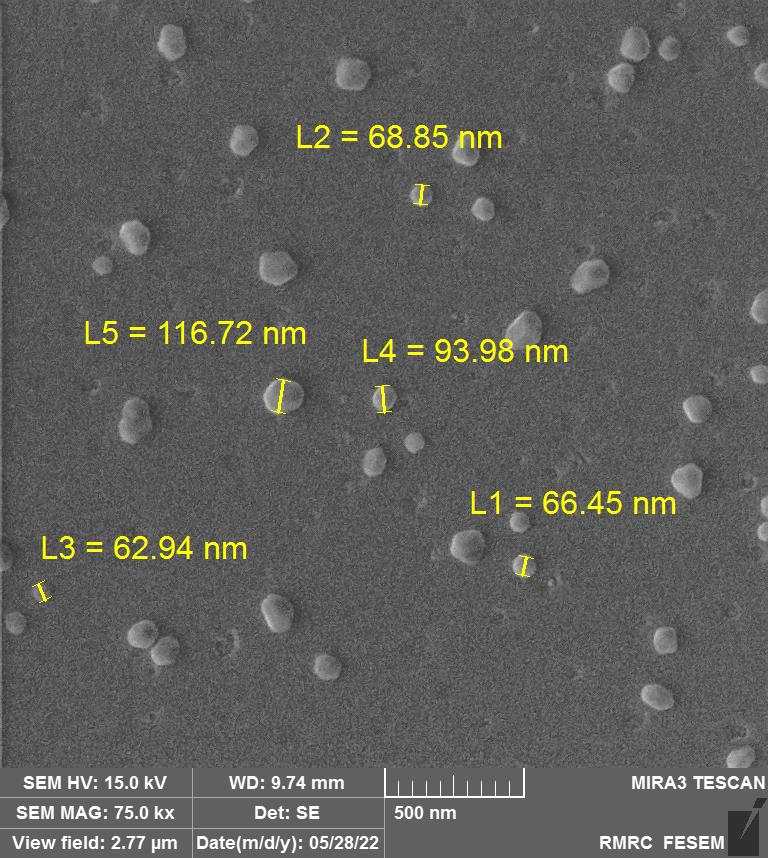 L2 = 68.85 nm
L5 = 116.72 nm
L4 = 93.98 nm
L1 = 66.45 nm
L3 = 62.94 nm
SEM HV: 15.0 kV WD: 9.74 mm MIRA3 TESCAN
SEM MAG: 75.0 kx Det: SE 500 nm
View field: 2.77 µm Date(m/d/y): 05/28/22 RMRC FESEM